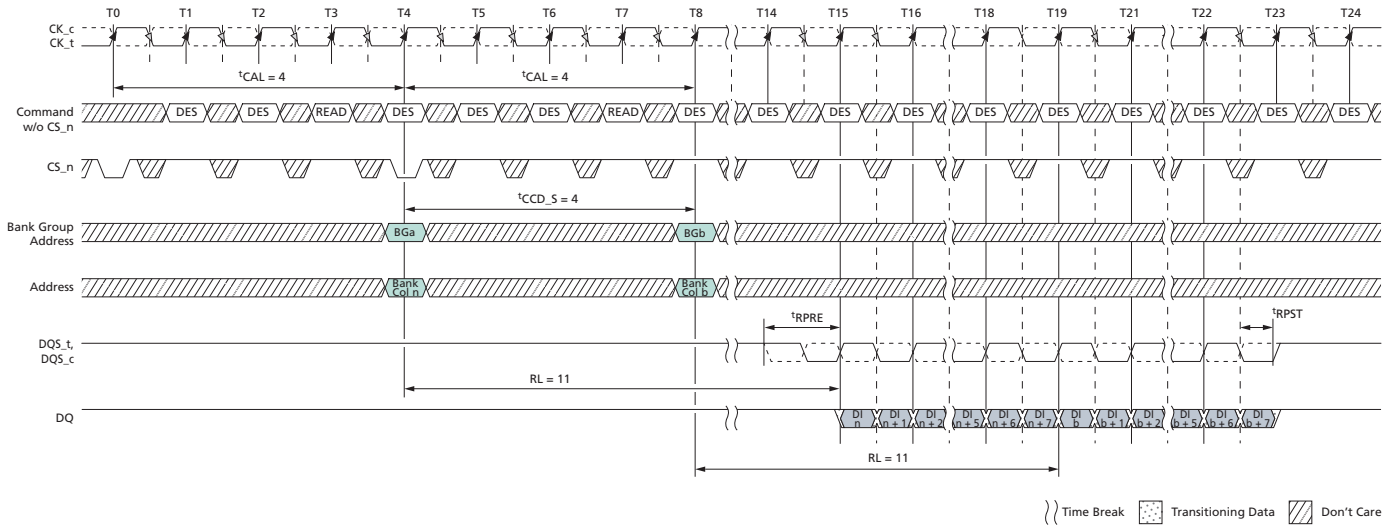 T0 T1 T2 T3 T4 T5 T6 T7 T8 T14 T15 T16 T18 T19 T21 T22 T23 T24
CK_c
CK_t
tCAL = 4 tCAL = 4
Command
w/o CS_n
DES DES READ DES DES DES READ DES DES DES DES DES DES DES DES DES DES
CS_n
tCCD_S = 4
Bank Group
Address
BGa BGb
Address
Bank
Col n
Bank
Col b
tRPRE tRPST
DQS_t,
DQS_c
RL = 11
DQ
DI
n
DI
n + 1
DI
n + 2
DI
n + 5
DI
n + 6
DI
n + 7
DI
b
DI
b + 1
DI
b + 2
DI
b + 5
DI
b + 6
DI
b + 7
RL = 11
Time Break Transitioning Data Don't Care